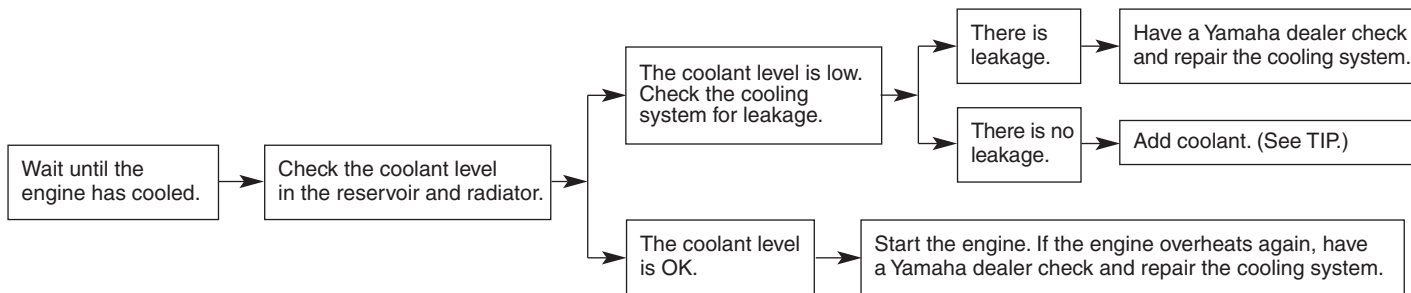 Wait until the
engine has cooled.
Check the coolant level
in the reservoir and radiator.
The coolant level is low.
Check the cooling
system for leakage.
There is
leakage.
Have a Yamaha dealer check
and repair the cooling system.
There is no
leakage.
Add coolant. (See TIP.)
The coolant level
is OK.
Start the engine. If the engine overheats again, have
a Yamaha dealer check and repair the cooling system.